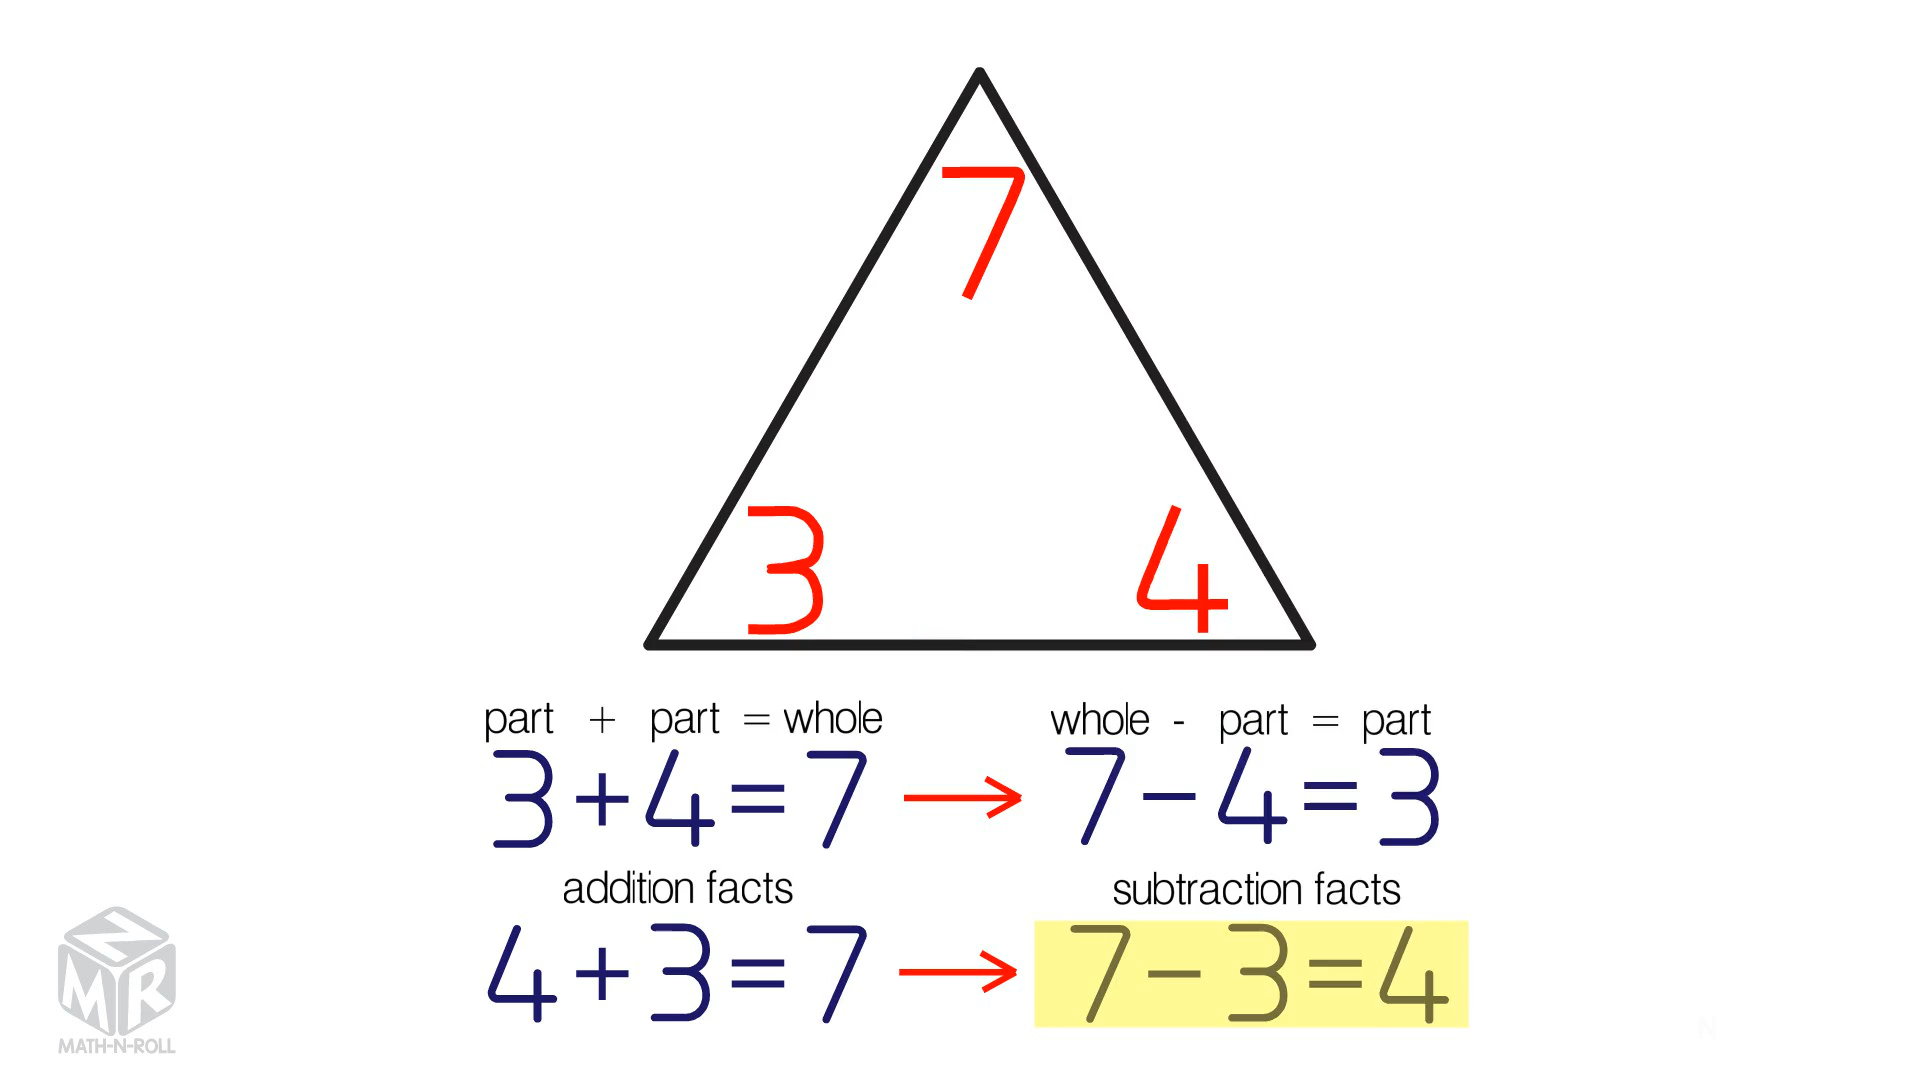 7
3 4
part + part = whole
whole - part = part
3+4=7 → 7-4=3
addition facts
subtraction facts
4+3=7 → 7-3=4
MNR
MATH-N-ROLL
N